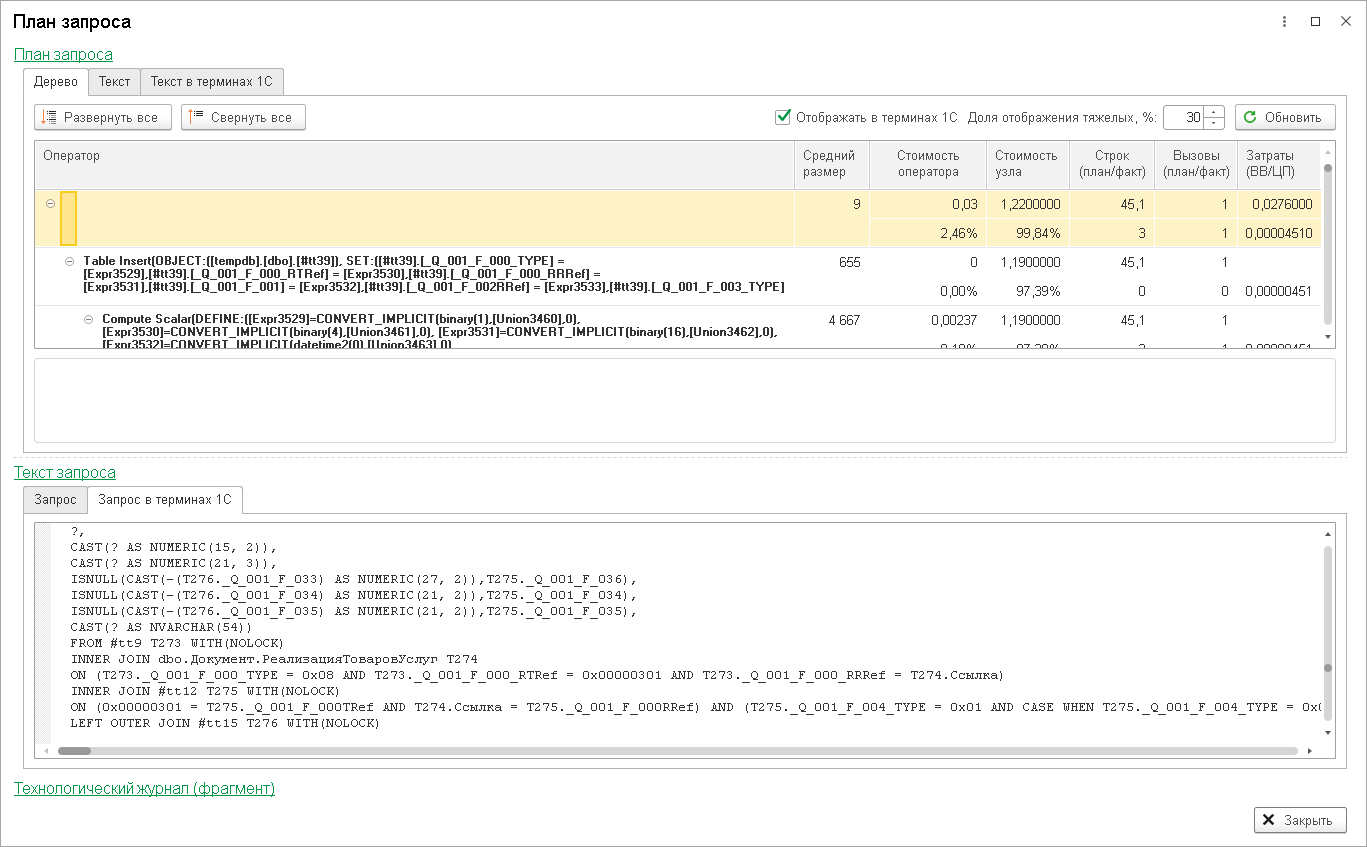 План запроса
План запроса
Дерево Текст Текст в терминах 1С
Развернуть все Свернуть все Отображать в терминах 1С Доля отображения тяжелых, %: 30 Обновить
Оператор Средний размер Стоимость оператора Стоимость узла Строк (план/факт) Вызовы (план/факт) Затраты (ВВ/ЦП)
9 0,03 1,2200000 45,1 1 0,0276000
2,46% 99,84% 3 1 0,00004510
Table Insert(OBJECT:([tempdb].[dbo].[#tt39]), SET:([#tt39].[_Q_001_F_000_TYPE] = 655 0 1,1900000 45,1 1
[Expr3529],[#tt39].[_Q_001_F_000_RTRef] = [Expr3530],[#tt39].[_Q_001_F_000_RRRef] =
[Expr3531],[#tt39].[_Q_001_F_001] = [Expr3532],[#tt39].[_Q_001_F_002RRef] = [Expr3533],[#tt39].[_Q_001_F_003_TYPE] 0,00% 97,39% 0 0 0,00000451
Compute Scalar(DEFINE:([Expr3529]=CONVERT_IMPLICIT(binary(1),[Union3460],0), 4 667 0,00237 1,1900000 45,1 1
[Expr3530]=CONVERT_IMPLICIT(binary(4),[Union3461],0), [Expr3531]=CONVERT_IMPLICIT(binary(16),[Union3462],0),
[Expr3532]=CONVERT_IMPLICIT(datetime2(0),[Union3463],0)
Текст запроса
Запрос Запрос в терминах 1С
?,
CAST(? AS NUMERIC(15, 2)),
CAST(? AS NUMERIC(21, 3)),
ISNULL(CAST(-(T276._Q_001_F_033) AS NUMERIC(27, 2)),T275._Q_001_F_036),
ISNULL(CAST(-(T276._Q_001_F_034) AS NUMERIC(21, 2)),T275._Q_001_F_034),
ISNULL(CAST(-(T276._Q_001_F_035) AS NUMERIC(21, 2)),T275._Q_001_F_035),
CAST(? AS NVARCHAR(54))
FROM #tt9 T273 WITH(NOLOCK)
INNER JOIN dbo.Документ.РеализацияТоваровУслуг T274
ON (T273._Q_001_F_000_TYPE = 0x08 AND T273._Q_001_F_000_RTRef = 0x00000301 AND T273._Q_001_F_000_RRRef = T274.Ссылка)
INNER JOIN #tt12 T275 WITH(NOLOCK)
ON (0x00000301 = T275._Q_001_F_000TRef AND T274.Ссылка = T275._Q_001_F_000RRef) AND (T275._Q_001_F_004_TYPE = 0x01 AND CASE WHEN T275._Q_001_F_004_TYPE =
LEFT OUTER JOIN #tt15 T276 WITH(NOLOCK)
Технологический журнал (фрагмент)
Закрыть